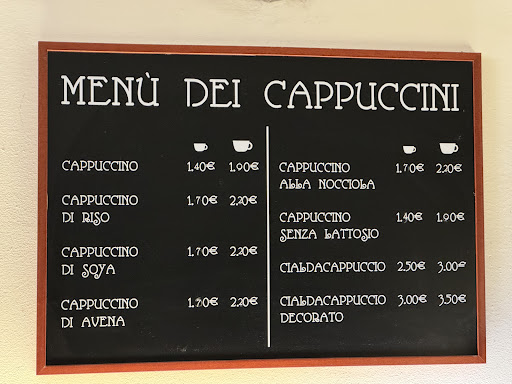 MENÙ DEI CAPPUCCINI
CAPPUCCINO 1.40€ 1.90€
CAPPUCCINO 1.70€ 2.20€
DI RISO
CAPPUCCINO 1.70€ 2.20€
DI SOYA
CAPPUCCINO 1.70€ 2.20€
DI AVENA
CAPPUCCINO 1.70€ 2.20€
ALLA NOCCIOLA
CAPPUCCINO 1.40€ 1.90€
SENZA LATTOSIO
CIALDACAPPUCCIO 2.50€ 3.00€
CIALDACAPPUCCIO 3.00€ 3.50€
DECORATO